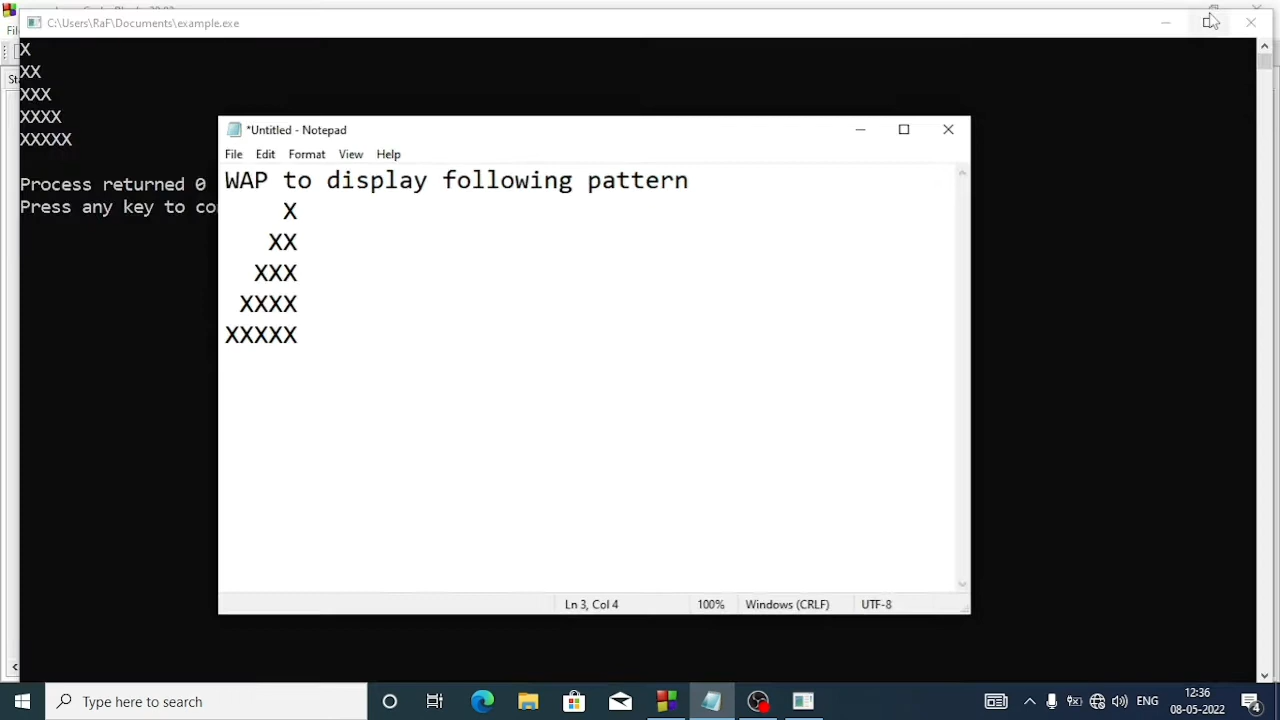 C:\Users\RaF\Documents\example.exe
X
XX
XXX
XXXX
XXXXX
Process returned 0
Press any key to
*Untitled - Notepad
File Edit Format View Help
WAP to display following pattern
X
XX
XXX
XXXX
XXXXX
Ln 3, Col 4 100% Windows (CRLF) UTF-8
Type here to search
ENG
12:36
08-05-2022
4